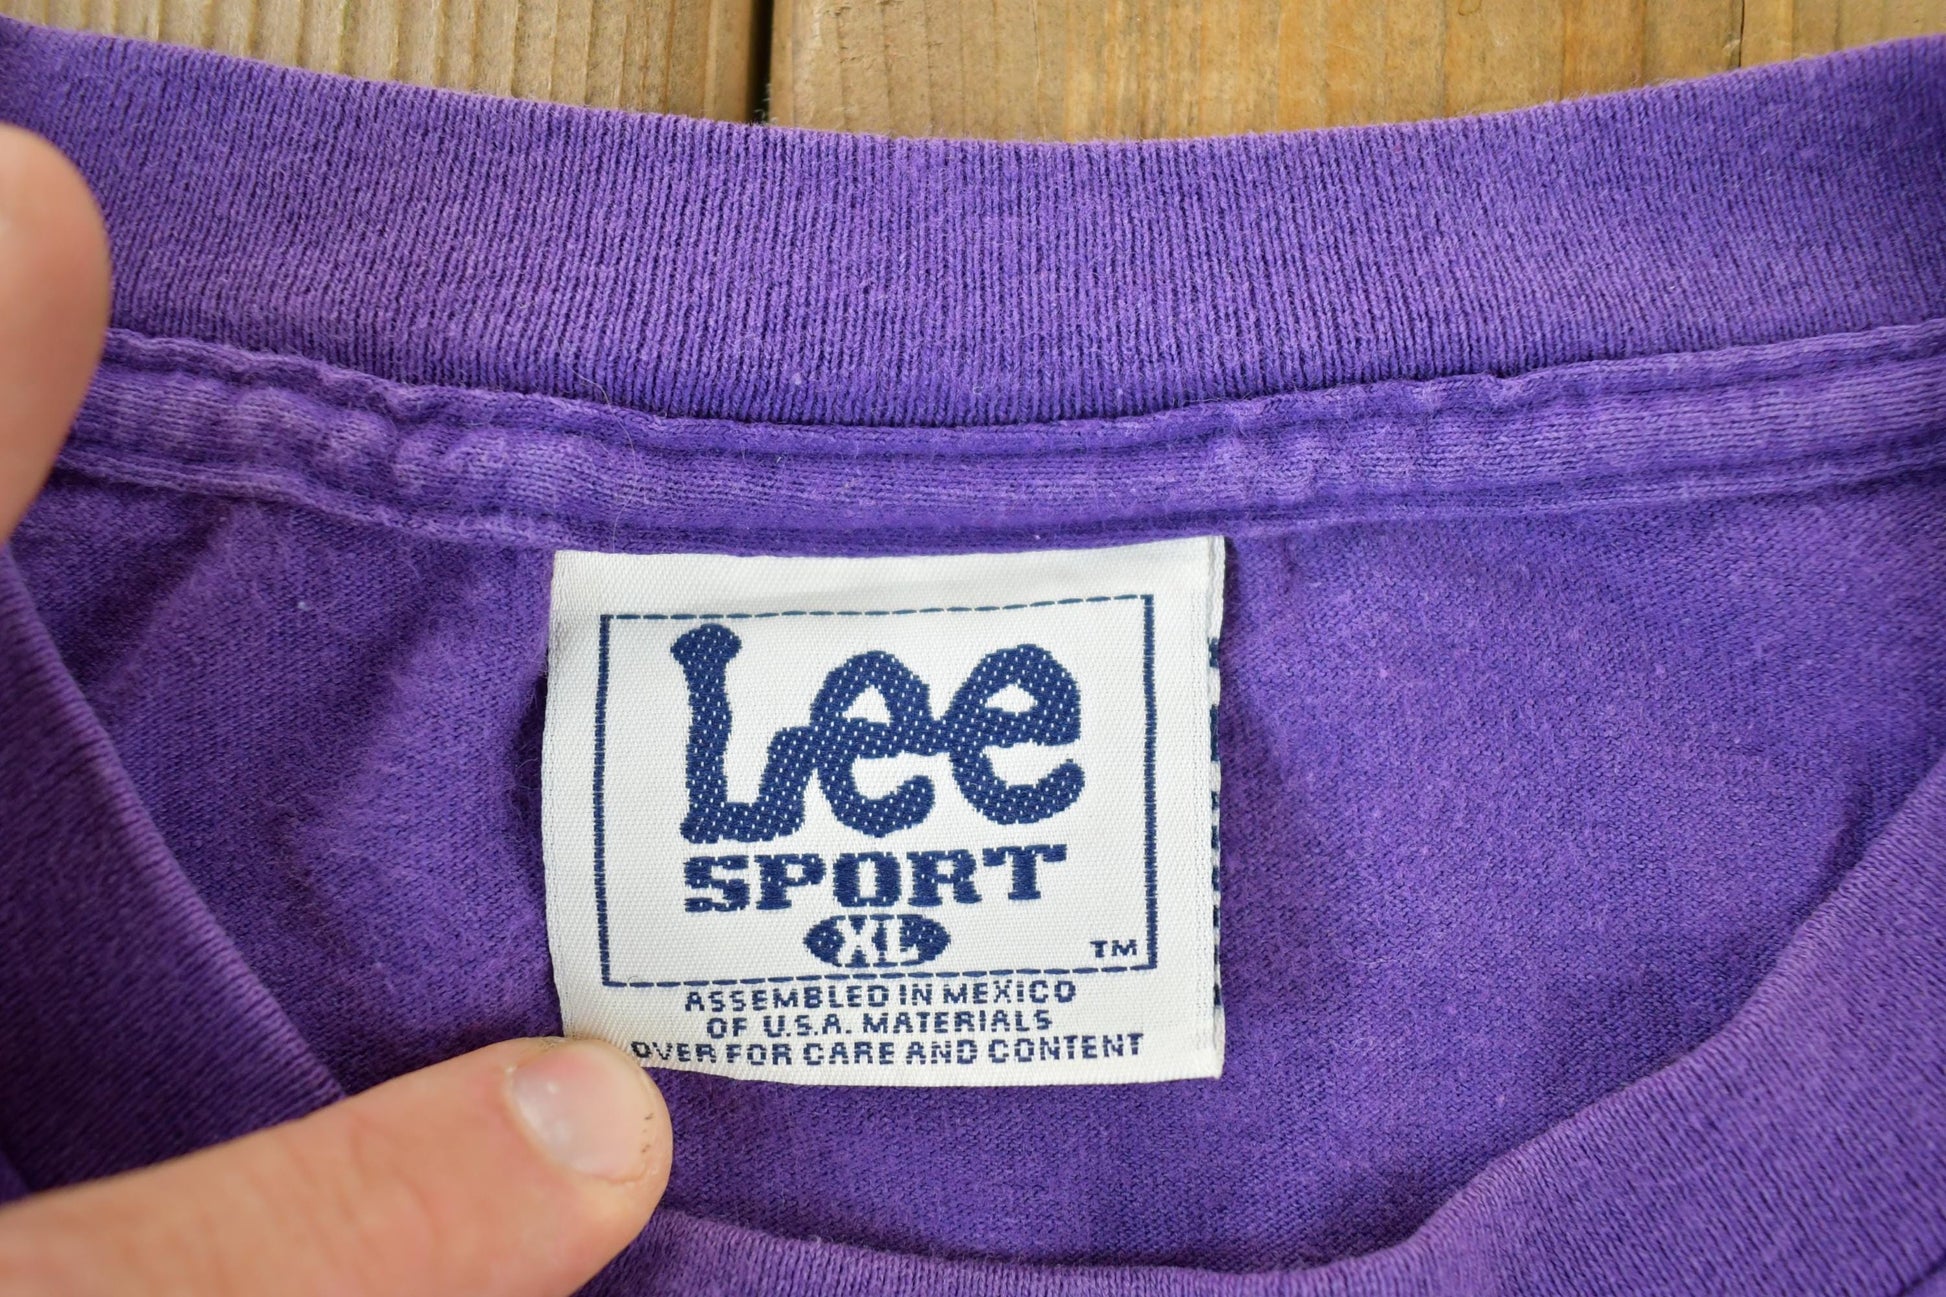 Lee
SPORT
XL
TM
ASSEMBLED IN MEXICO
OF U.S.A. MATERIALS
OVER FOR CARE AND CONTENT